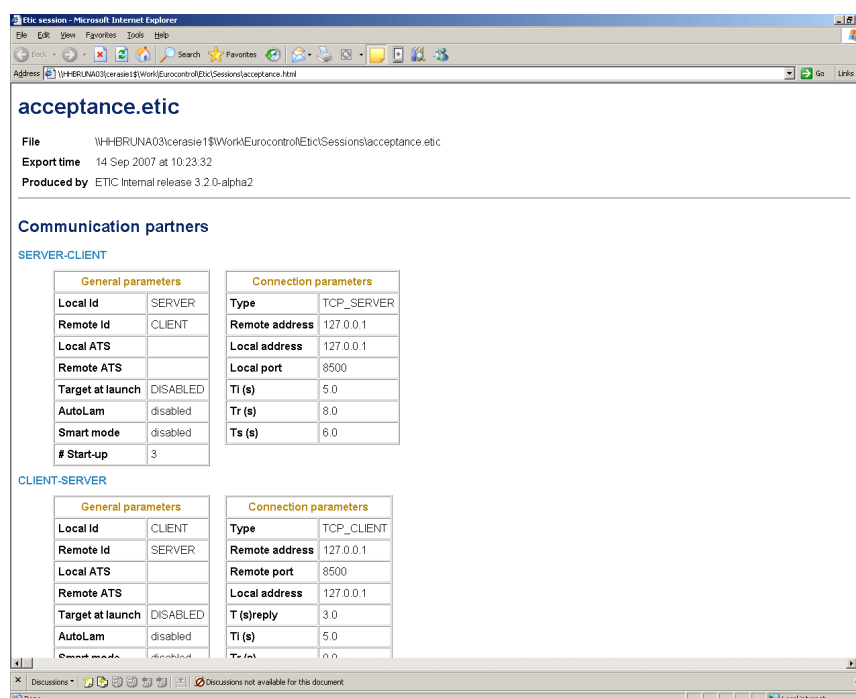 Etic session - Microsoft Internet Explorer
File Edit View Favorites Tools Help
Back Search Favorites
Address \\HHBRUNA03\cerasie1$\Work\Eurocontrol\Etic\Sessions\acceptance.html Go Links
acceptance.etic
File \\HHBRUNA03\cerasie1$\Work\Eurocontrol\Etic\Sessions\acceptance.etic
Export time 14 Sep 2007 at 10:23:32
Produced by ETIC Internal release 3.2.0-alpha2
Communication partners
SERVER-CLIENT
General parameters Connection parameters
Local Id SERVER Type TCP_SERVER
Remote Id CLIENT Remote address 127.0.0.1
Local ATS Local address 127.0.0.1
Remote ATS Local port 8500
Target at launch DISABLED Ti (s) 5.0
AutoLam disabled Tr (s) 8.0
Smart mode disabled Ts (s) 6.0
# Start-up 3
CLIENT-SERVER
General parameters Connection parameters
Local Id CLIENT Type TCP_CLIENT
Remote Id SERVER Remote address 127.0.0.1
Local ATS Remote port 8500
Remote ATS Local address 127.0.0.1
Target at launch DISABLED T (s)reply 3.0
AutoLam disabled Ti (s) 5.0
Smart mode disabled Tr (s)
Discussions Discussions not available for this document